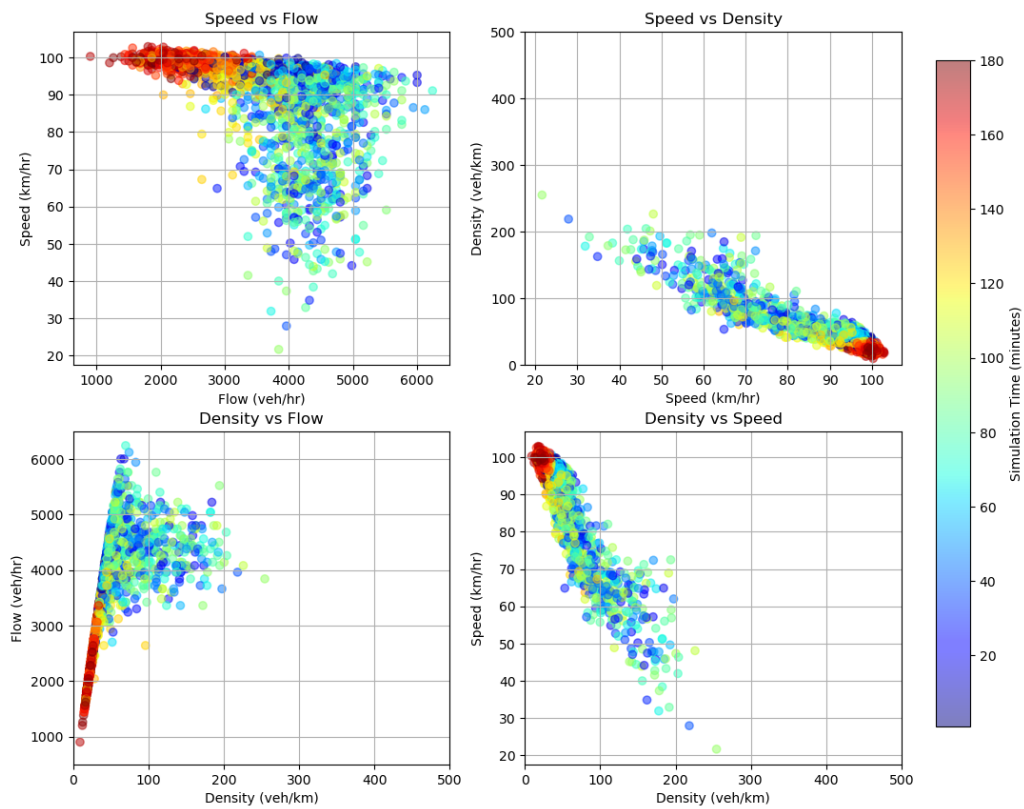 Speed vs Flow
Speed (km/hr)
100
90
80
70
60
50
40
30
20
1000 2000 3000 4000 5000 6000
Flow (veh/hr)
Speed vs Density
Density (veh/km)
500
400
300
200
100
0
20 30 40 50 60 70 80 90 100
Speed (km/hr)
Density vs Flow
Flow (veh/hr)
6000
5000
4000
3000
2000
1000
0 100 200 300 400 500
Density (veh/km)
Density vs Speed
Speed (km/hr)
100
90
80
70
60
50
40
30
20
0 100 200 300 400 500
Density (veh/km)
180
160
140
120
100
80
60
40
20
Simulation Time (minutes)